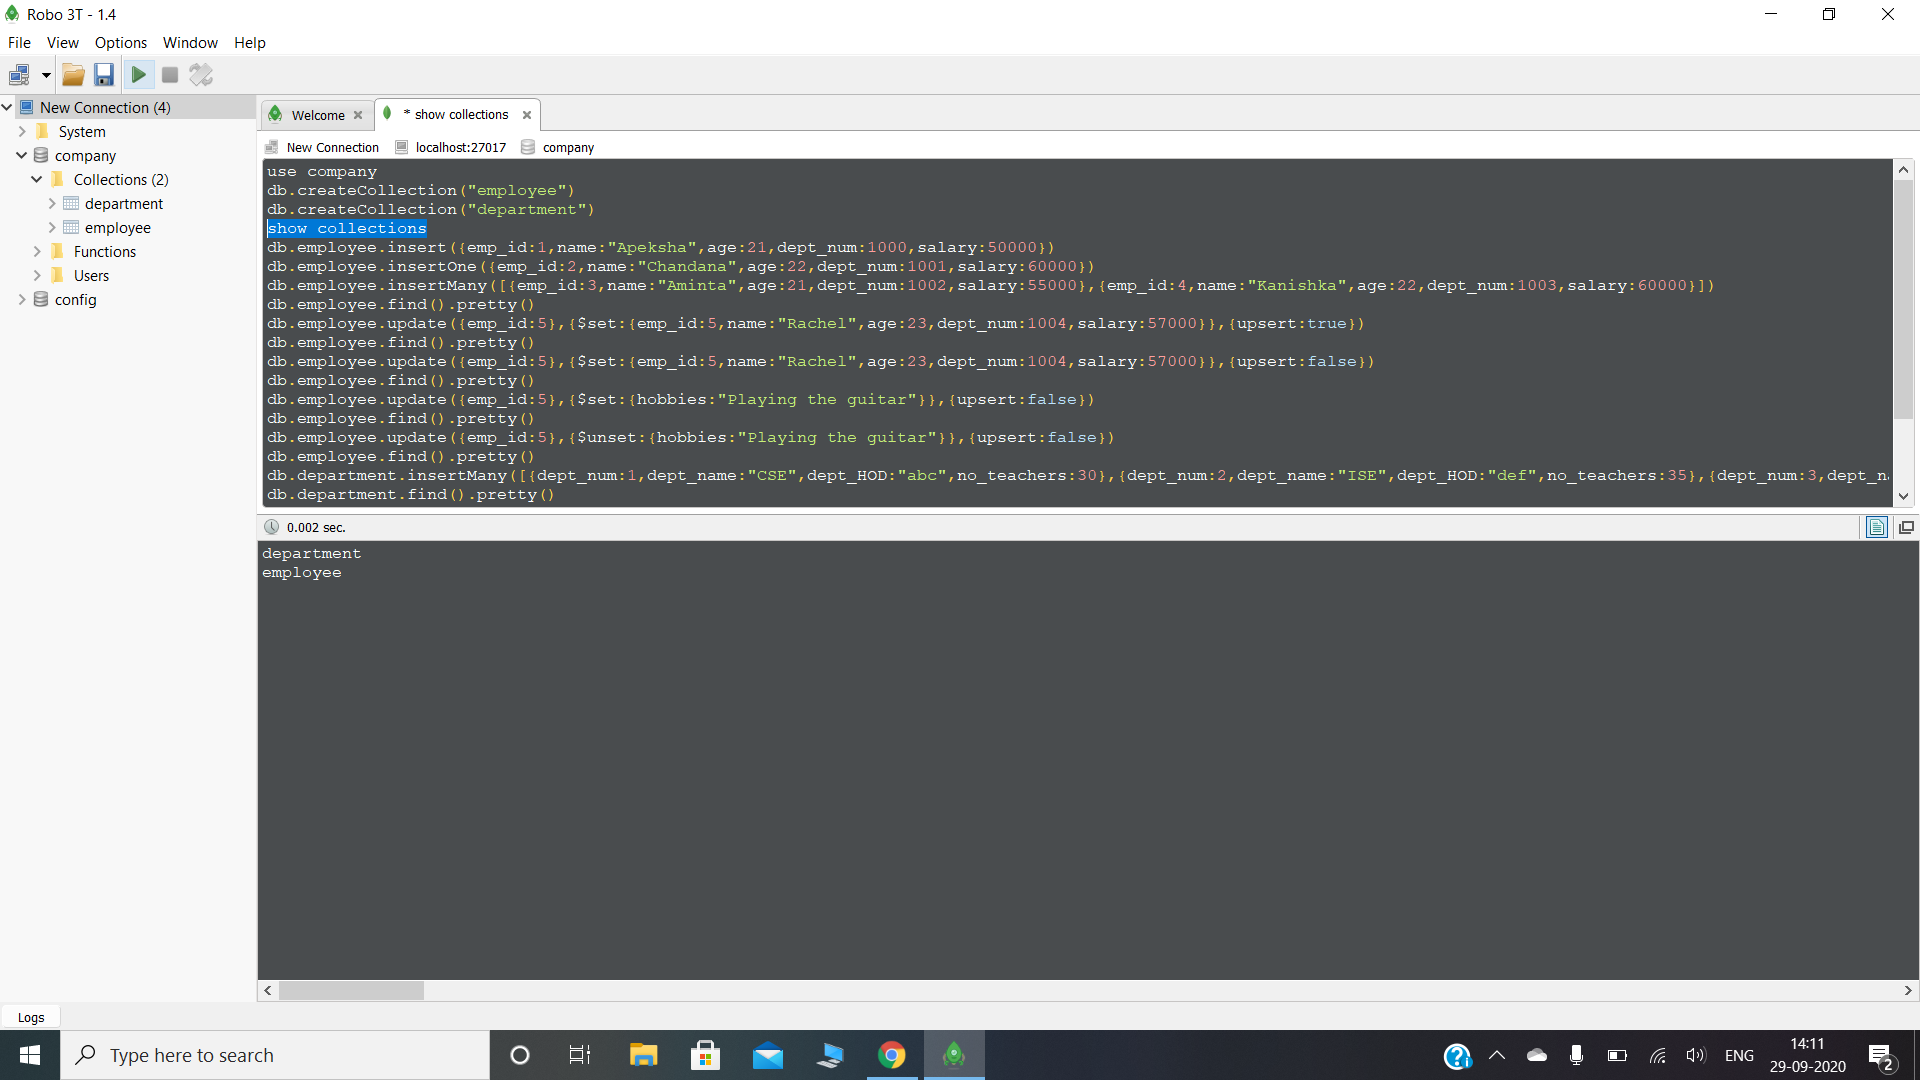 Robo 3T - 1.4
File View Options Window Help
New Connection (4)
System
company
Collections (2)
department
employee
Functions
Users
config
Welcome
* show collections
New Connection localhost:27017 company
use company
db.createCollection("employee")
db.createCollection("department")
show collections
db.employee.insert({emp_id:1,name:"Apeksha",age:21,dept_num:1000,salary:50000})
db.employee.insertOne({emp_id:2,name:"Chandana",age:22,dept_num:1001,salary:60000})
db.employee.insertMany([{emp_id:3,name:"Aminta",age:21,dept_num:1002,salary:55000},{emp_id:4,name:"Kanishka",age:22,dept_num:1003,salary:60000}])
db.employee.find().pretty()
db.employee.update({emp_id:5},{$set:{emp_id:5,name:"Rachel",age:23,dept_num:1004,salary:57000}},{upsert:true})
db.employee.find().pretty()
db.employee.update({emp_id:5},{$set:{emp_id:5,name:"Rachel",age:23,dept_num:1004,salary:57000}},{upsert:false})
db.employee.find().pretty()
db.employee.update({emp_id:5},{$set:{hobbies:"Playing the guitar"}},{upsert:false})
db.employee.find().pretty()
db.employee.update({emp_id:5},{$unset:{hobbies:"Playing the guitar"}},{upsert:false})
db.employee.find().pretty()
db.department.insertMany([{dept_num:1,dept_name:"CSE",dept_HOD:"abc",no_teachers:30},{dept_num:2,dept_name:"ISE",dept_HOD:"def",no_teachers:35},{dept_num:3,dept_n
db.department.find().pretty()
0.002 sec.
department
employee
Logs
Type here to search
ENG
14:11
29-09-2020
2